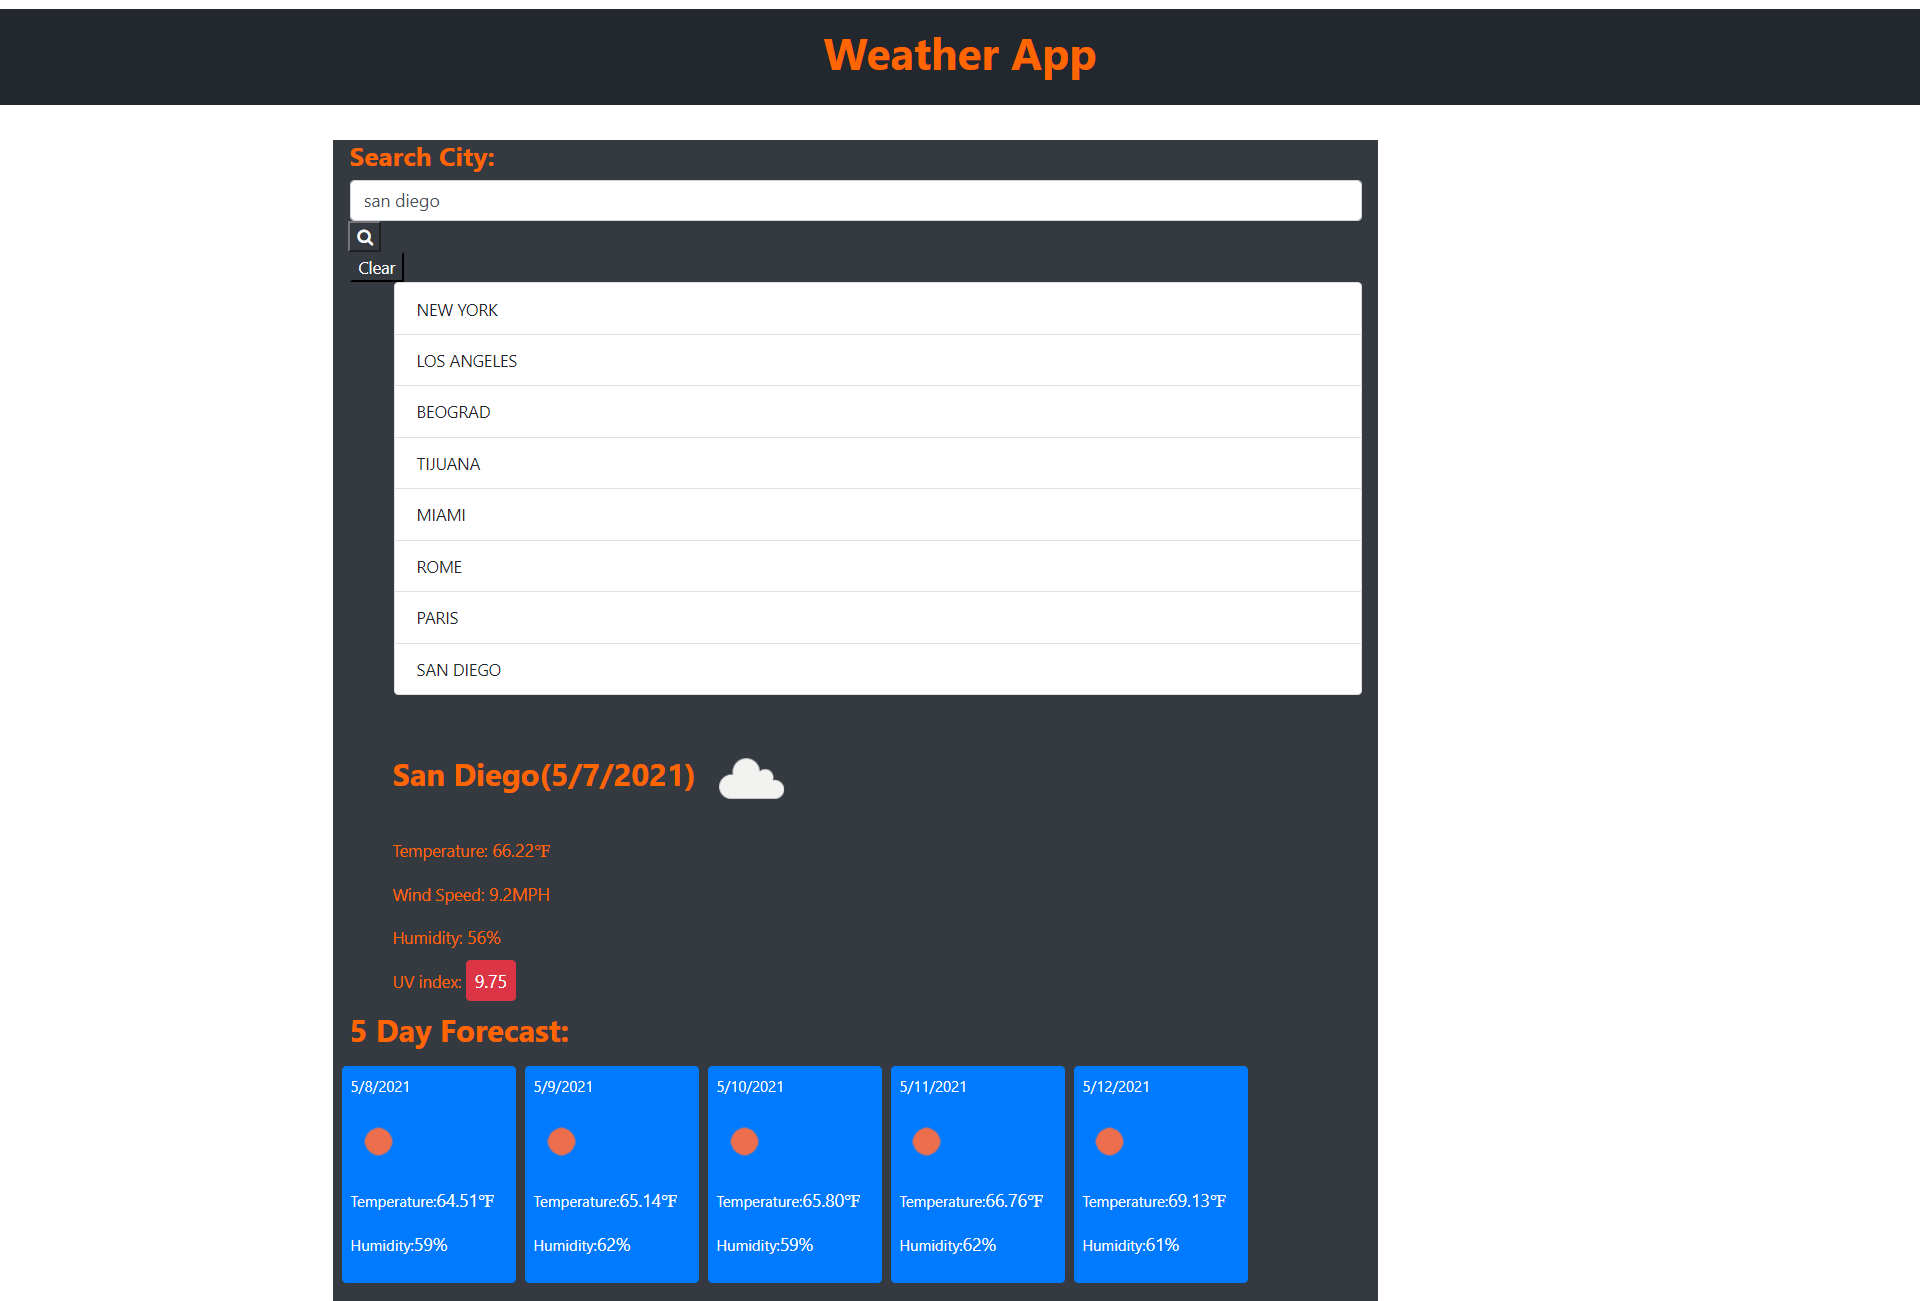 Weather App
Search City:
san diego
Clear
NEW YORK
LOS ANGELES
BEOGRAD
TIJUANA
MIAMI
ROME
PARIS
SAN DIEGO
San Diego(5/7/2021)
Temperature: 66.22℉
Wind Speed: 9.2MPH
Humidity: 56%
UV index: 9.75
5 Day Forecast:
5/8/2021
Temperature:64.51℉
Humidity:59%
5/9/2021
Temperature:65.14℉
Humidity:62%
5/10/2021
Temperature:65.80℉
Humidity:59%
5/11/2021
Temperature:66.76℉
Humidity:62%
5/12/2021
Temperature:69.13℉
Humidity:61%